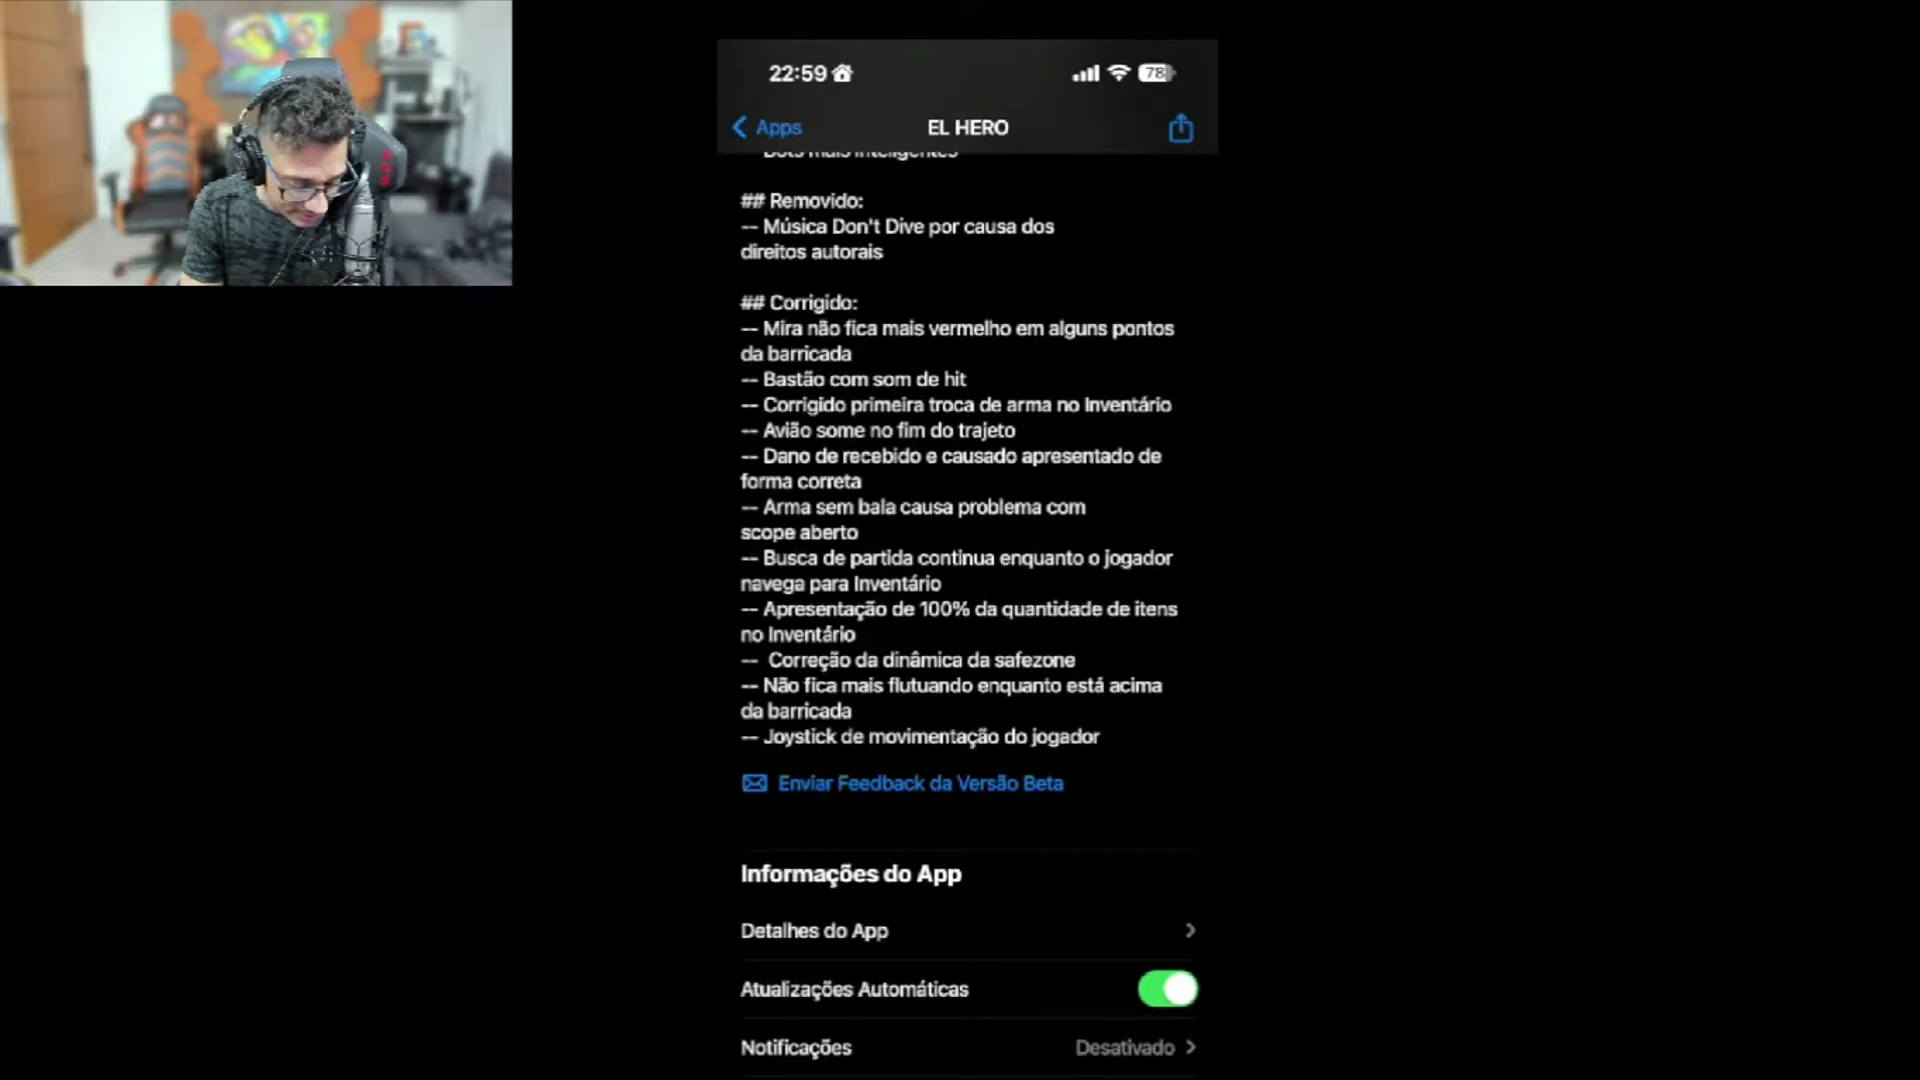 22:59
78
Apps
EL HERO
-- Bots mais inteligentes
## Removido:
-- Música Don't Dive por causa dos
direitos autorais
## Corrigido:
-- Mira não fica mais vermelho em alguns pontos
da barricada
-- Bastão com som de hit
-- Corrigido primeira troca de arma no Inventário
-- Avião some no fim do trajeto
-- Dano de recebido e causado apresentado de
forma correta
-- Arma sem bala causa problema com
scope aberto
-- Busca de partida continua enquanto o jogador
navega para Inventário
-- Apresentação de 100% da quantidade de itens
no Inventário
--  Correção da dinâmica da safezone
-- Não fica mais flutuando enquanto está acima
da barricada
-- Joystick de movimentação do jogador
Enviar Feedback da Versão Beta
Informações do App
Detalhes do App
Atualizações Automáticas
Notificações
Desativado